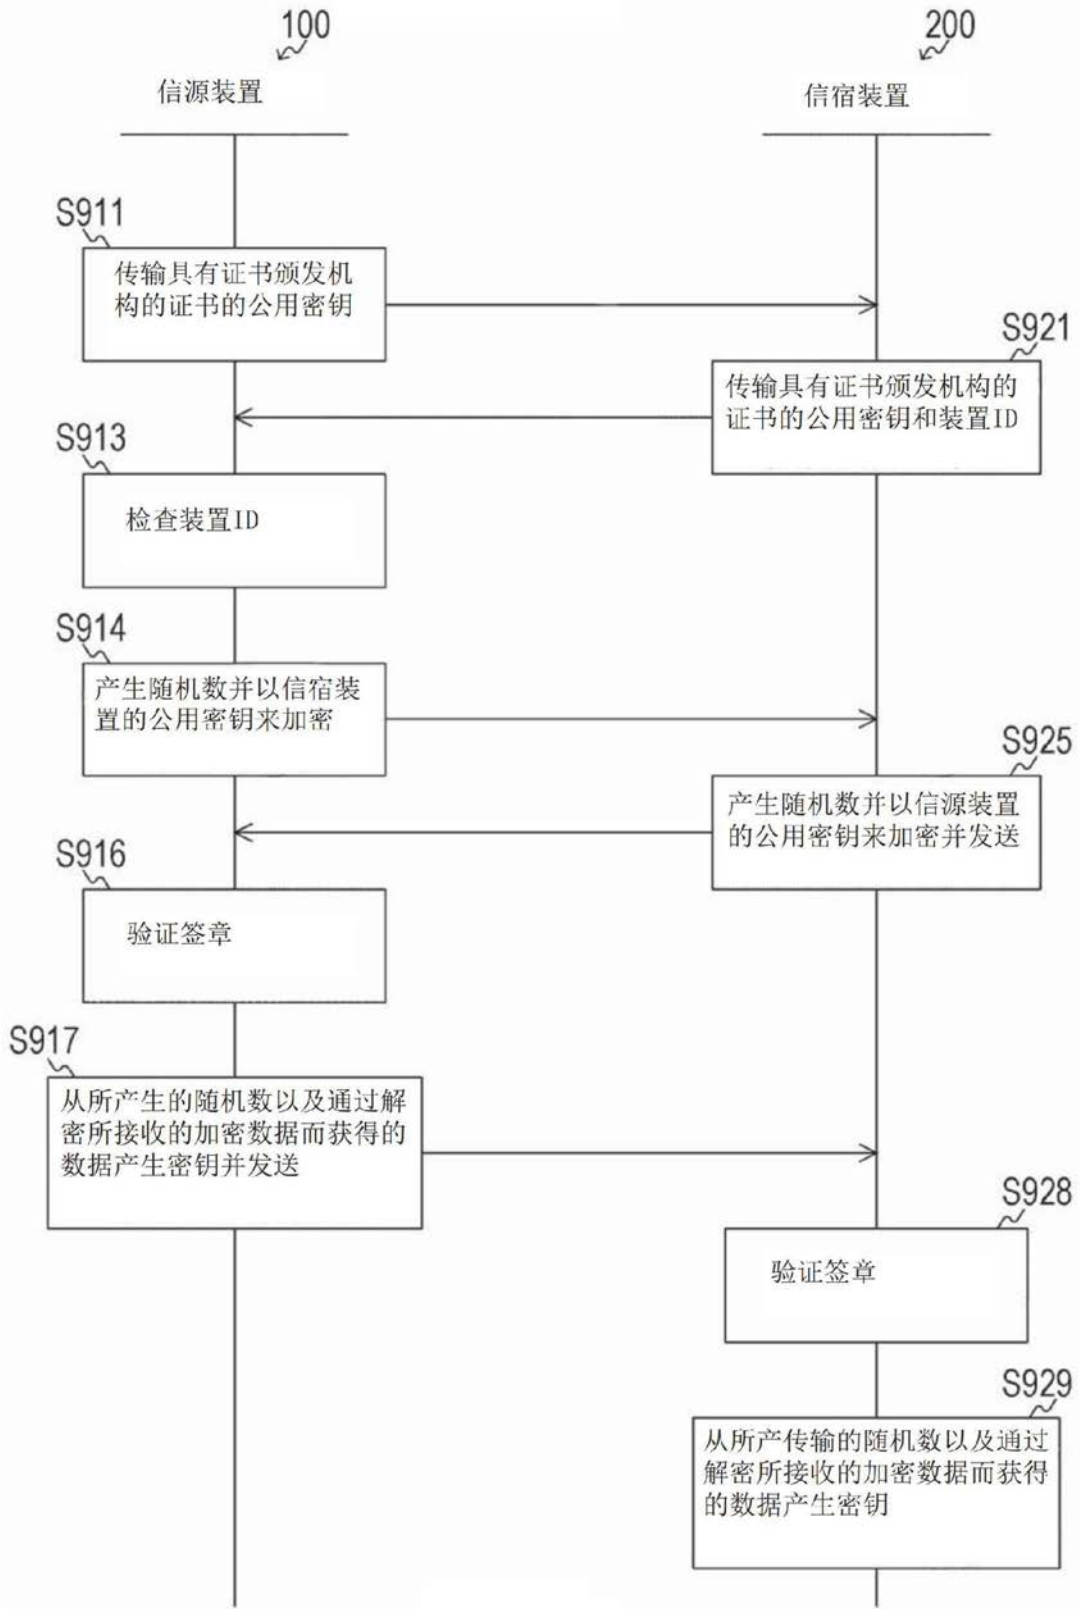 100
200
信源装置
信宿装置
S911
传输具有证书颁发机
构的证书的公用密钥
S921
传输具有证书颁发机构的
证书的公用密钥和装置ID
S913
检查装置ID
S914
产生随机数并以信宿装
置的公用密钥来加密
S925
产生随机数并以信源装置
的公用密钥来加密并发送
S916
验证签章
S917
从所产生的随机数以及通过解
密所接收的加密数据而获得的
数据产生密钥并发送
S928
验证签章
S929
从所产传输的随机数以及通过
解密所接收的加密数据而获得
的数据产生密钥